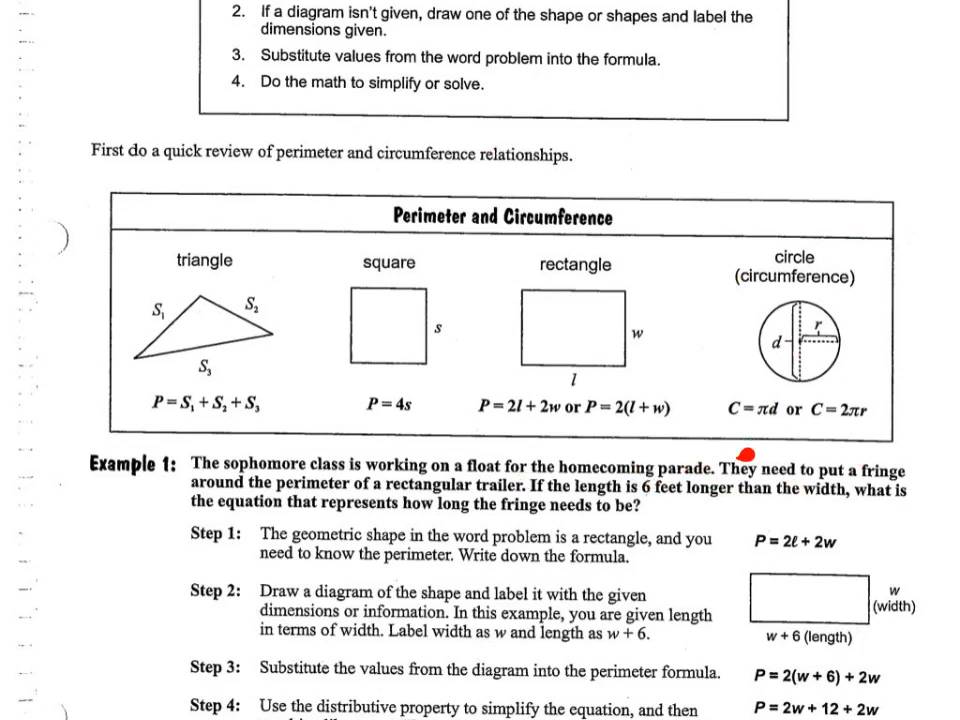 2. If a diagram isn't given, draw one of the shape or shapes and label the
dimensions given.
3. Substitute values from the word problem into the formula.
4. Do the math to simplify or solve.
First do a quick review of perimeter and circumference relationships.
Perimeter and Circumference
triangle
square
rectangle
circle
(circumference)
S₁
S₂
S₃
s
w
l
d
r
P = S₁ + S₂ + S₃
P = 4s
P = 2l + 2w or P = 2(l + w)
C = πd or C = 2πr
Example 1: The sophomore class is working on a float for the homecoming parade. They need to put a fringe
around the perimeter of a rectangular trailer. If the length is 6 feet longer than the width, what is
the equation that represents how long the fringe needs to be?
Step 1: The geometric shape in the word problem is a rectangle, and you
need to know the perimeter. Write down the formula.
P = 2ℓ + 2w
Step 2: Draw a diagram of the shape and label it with the given
dimensions or information. In this example, you are given length
in terms of width. Label width as w and length as w + 6.
w
(width)
w + 6 (length)
Step 3: Substitute the values from the diagram into the perimeter formula.
P = 2(w + 6) + 2w
Step 4: Use the distributive property to simplify the equation, and then
P = 2w + 12 + 2w